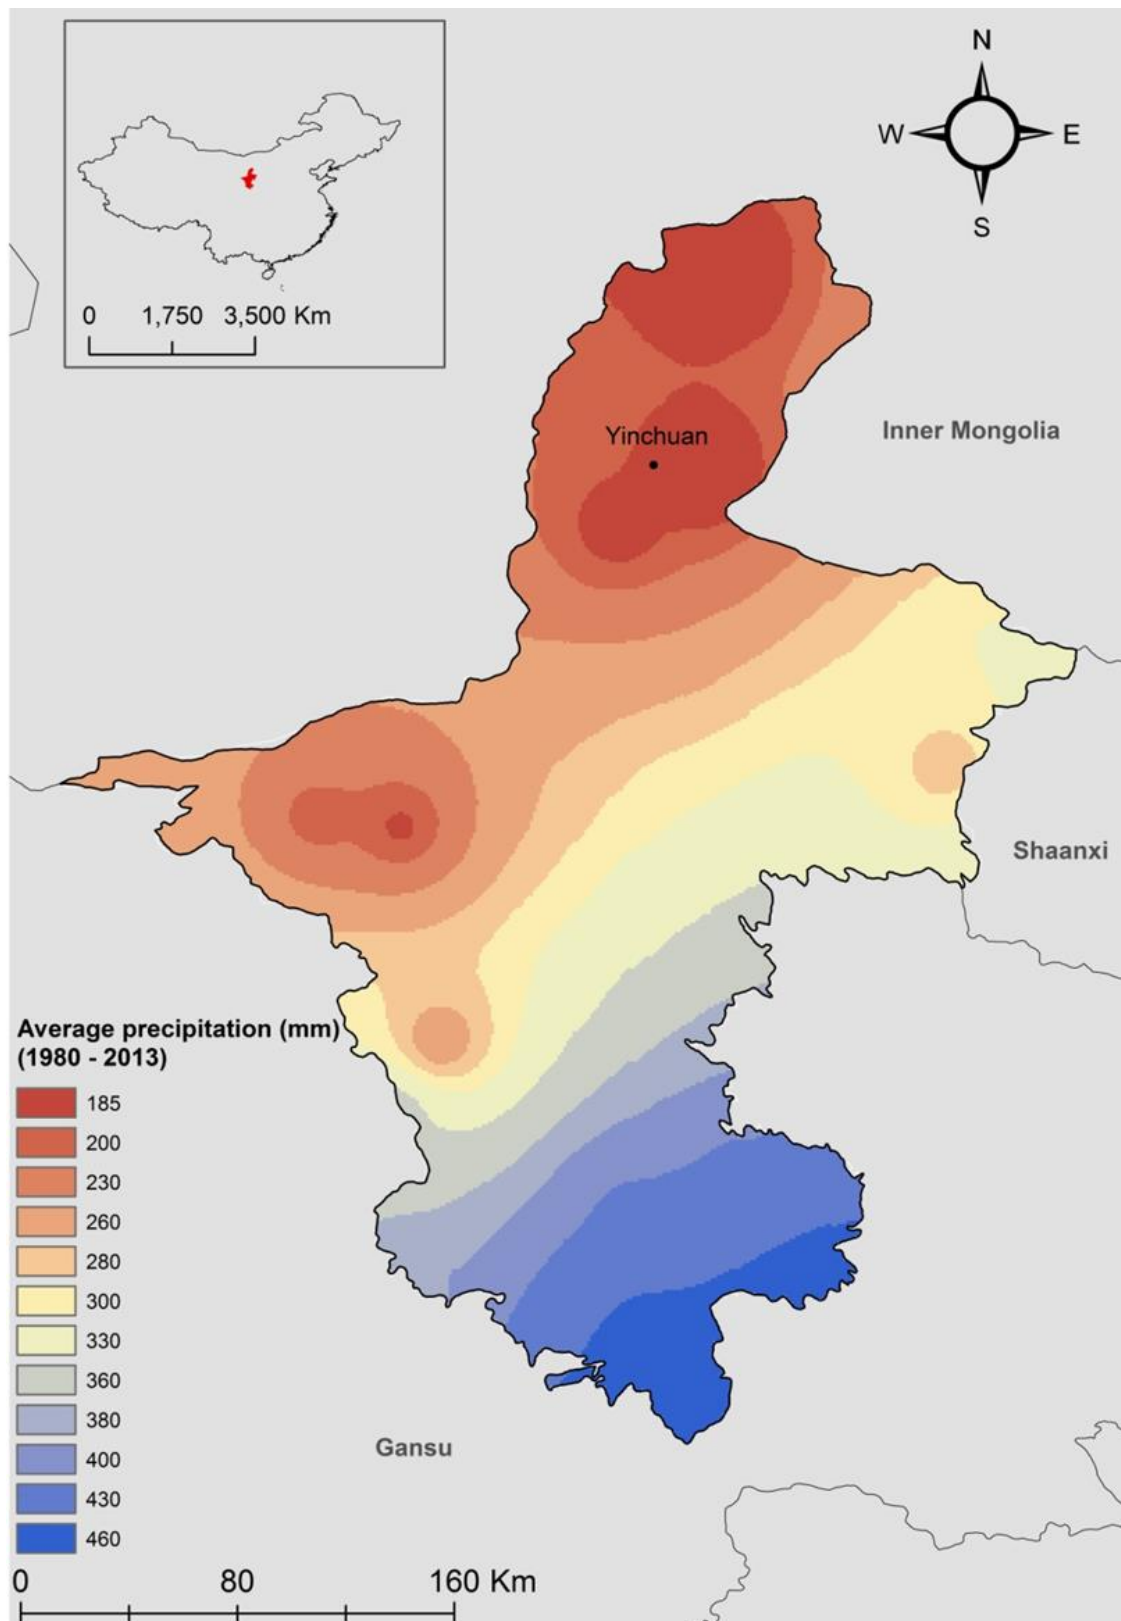 N
W E
S
0 1,750 3,500 Km
Yinchuan
Inner Mongolia
Shaanxi
Average precipitation (mm)
(1980 - 2013)
185
200
230
260
280
300
330
360
380
400
430
460
Gansu
0 80 160 Km